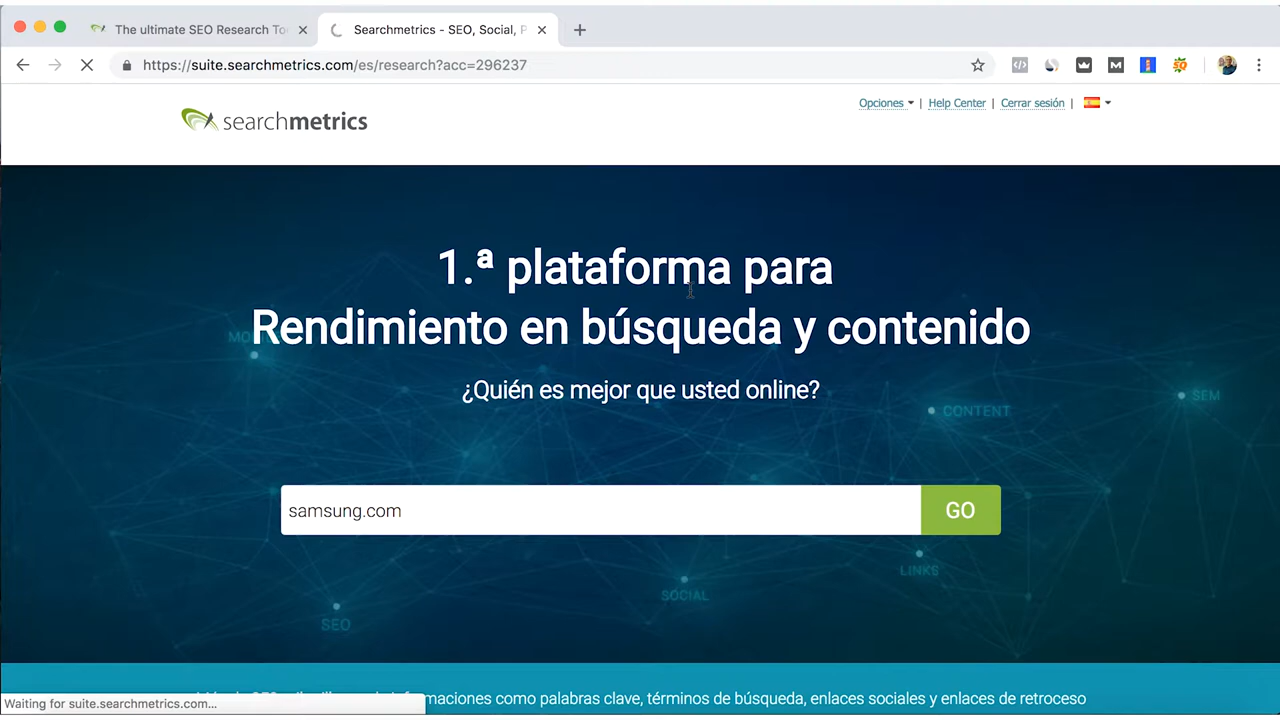 The ultimate SEO Research To
Searchmetrics - SEO, Social, P
https://suite.searchmetrics.com/es/research?acc=296237
Opciones | Help Center | Cerrar sesión |
searchmetrics
1.ª plataforma para
Rendimiento en búsqueda y contenido
¿Quién es mejor que usted online?
CONTENT
SEM
samsung.com
GO
LINKS
SOCIAL
SEO
informaciones como palabras clave, términos de búsqueda, enlaces sociales y enlaces de retroceso
Waiting for suite.searchmetrics.com...